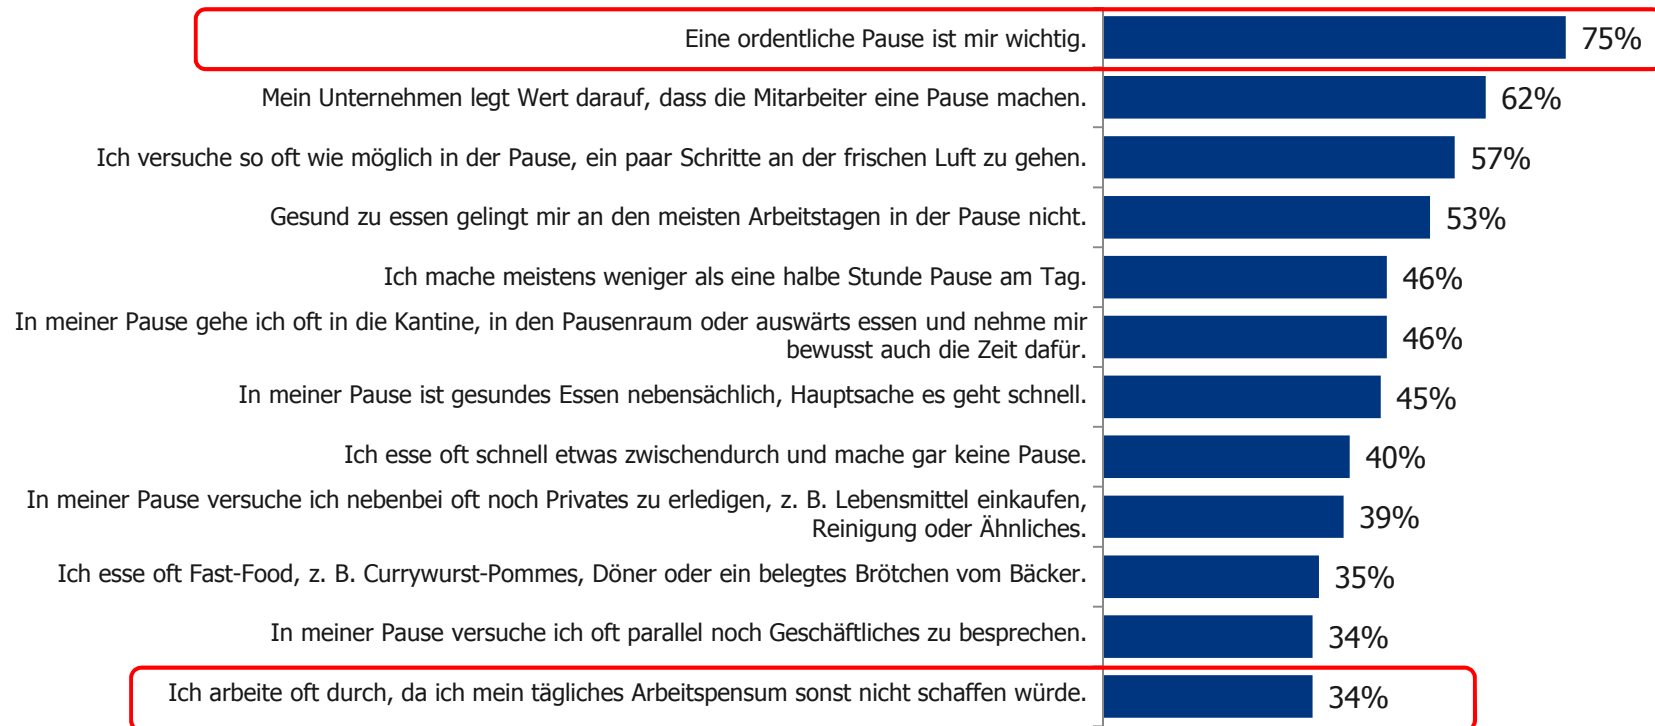 Eine ordentliche Pause ist mir wichtig. 75%
Mein Unternehmen legt Wert darauf, dass die Mitarbeiter eine Pause machen. 62%
Ich versuche so oft wie möglich in der Pause, ein paar Schritte an der frischen Luft zu gehen. 57%
Gesund zu essen gelingt mir an den meisten Arbeitstagen in der Pause nicht. 53%
Ich mache meistens weniger als eine halbe Stunde Pause am Tag. 46%
In meiner Pause gehe ich oft in die Kantine, in den Pausenraum oder auswärts essen und nehme mir
bewusst auch die Zeit dafür. 46%
In meiner Pause ist gesundes Essen nebensächlich, Hauptsache es geht schnell. 45%
Ich esse oft schnell etwas zwischendurch und mache gar keine Pause. 40%
In meiner Pause versuche ich nebenbei oft noch Privates zu erledigen, z. B. Lebensmittel einkaufen,
Reinigung oder Ähnliches. 39%
Ich esse oft Fast-Food, z. B. Currywurst-Pommes, Döner oder ein belegtes Brötchen vom Bäcker. 35%
In meiner Pause versuche ich oft parallel noch Geschäftliches zu besprechen. 34%
Ich arbeite oft durch, da ich mein tägliches Arbeitspensum sonst nicht schaffen würde. 34%